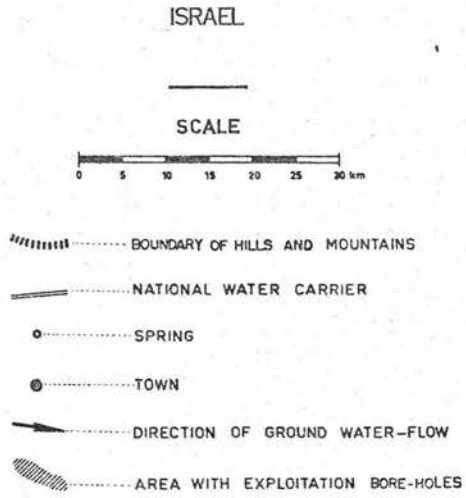 ISRAEL
SCALE
0 5 10 15 20 25 30 km
BOUNDARY OF HILLS AND MOUNTAINS
NATIONAL WATER CARRIER
SPRING
TOWN
DIRECTION OF GROUND WATER-FLOW
AREA WITH EXPLOITATION BORE-HOLES